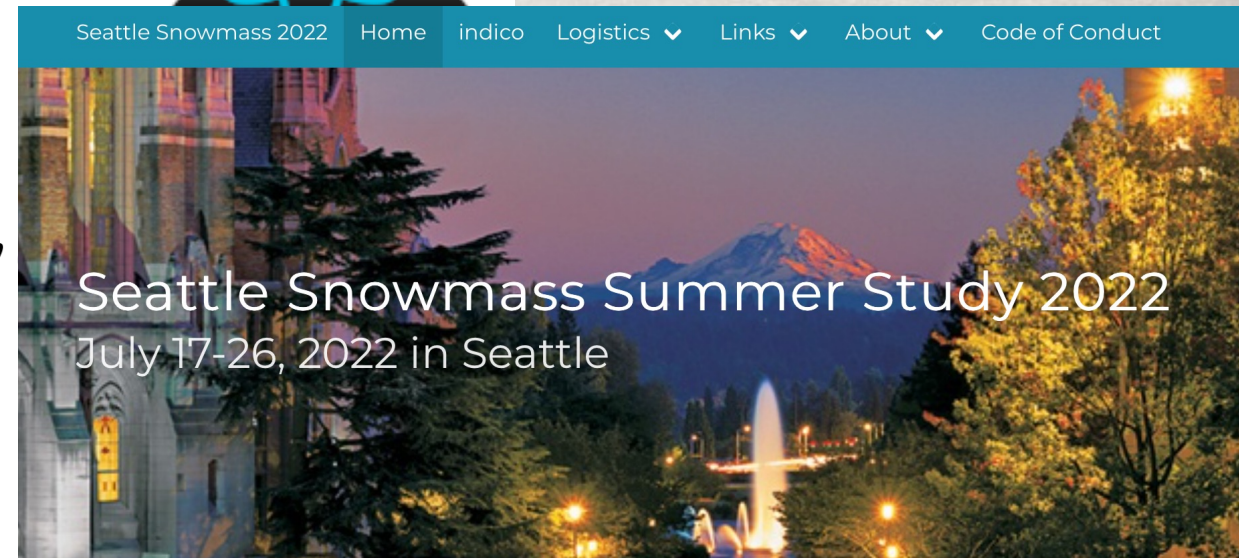 Seattle Snowmass 2022 Home indico Logistics Links About Code of Conduct
Seattle Snowmass Summer Study 2022
July 17-26, 2022 in Seattle